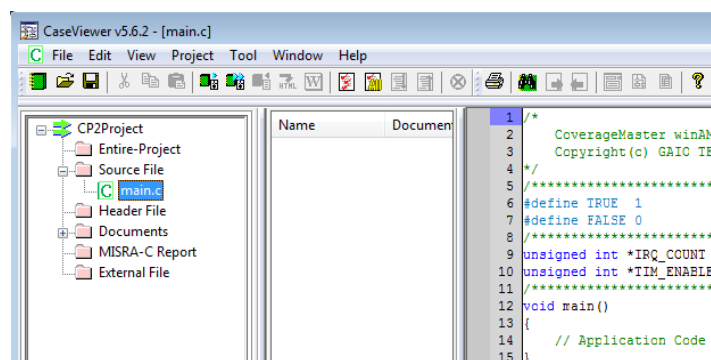 CaseViewer v5.6.2 - [main.c]
C File Edit View Project Tool Window Help
HTML W ?
CP2Project
Entire-Project
Source File
C main.c
Header File
Documents
MISRA-C Report
External File
Name Documen
1 /*
2 CoverageMaster winAM
3 Copyright(c) GAIO TE
4 */
5 /************************
6 #define TRUE 1
7 #define FALSE 0
8 /************************
9 unsigned int *IRQ_COUNT
10 unsigned int *TIM_ENABLE
11 /************************
12 void main()
13 {
14 // Application Code
15 }